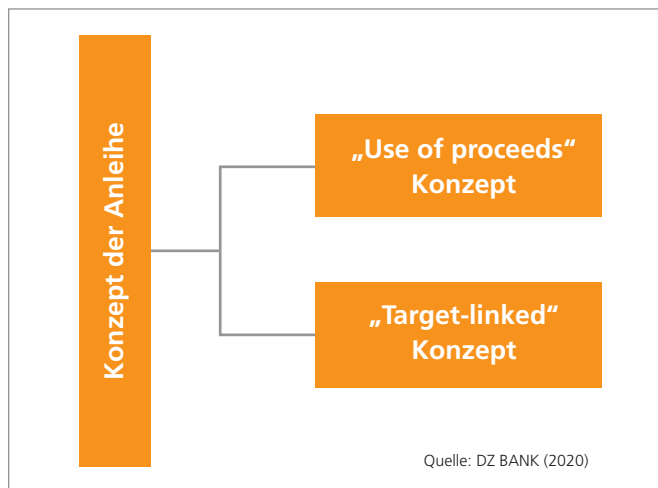 Konzept der Anleihe
„Use of proceeds“
Konzept
„Target-linked“
Konzept
Quelle: DZ BANK (2020)